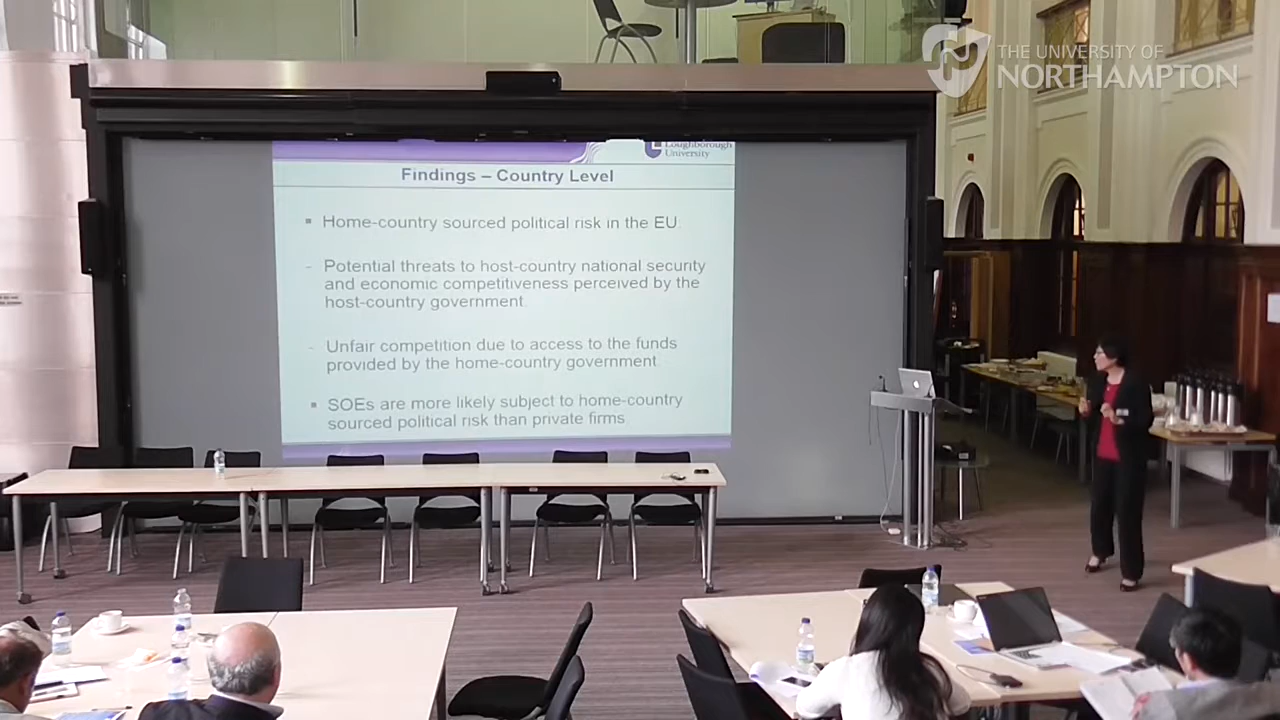 THE UNIVERSITY OF
NORTHAMPTON
Loughborough
University
Findings – Country Level
▪ Home-country sourced political risk in the EU.
- Potential threats to host-country national security
and economic competitiveness perceived by the
host-country government.
- Unfair competition due to access to the funds
provided by the home-country government.
▪ SOEs are more likely subject to home-country
sourced political risk than private firms.